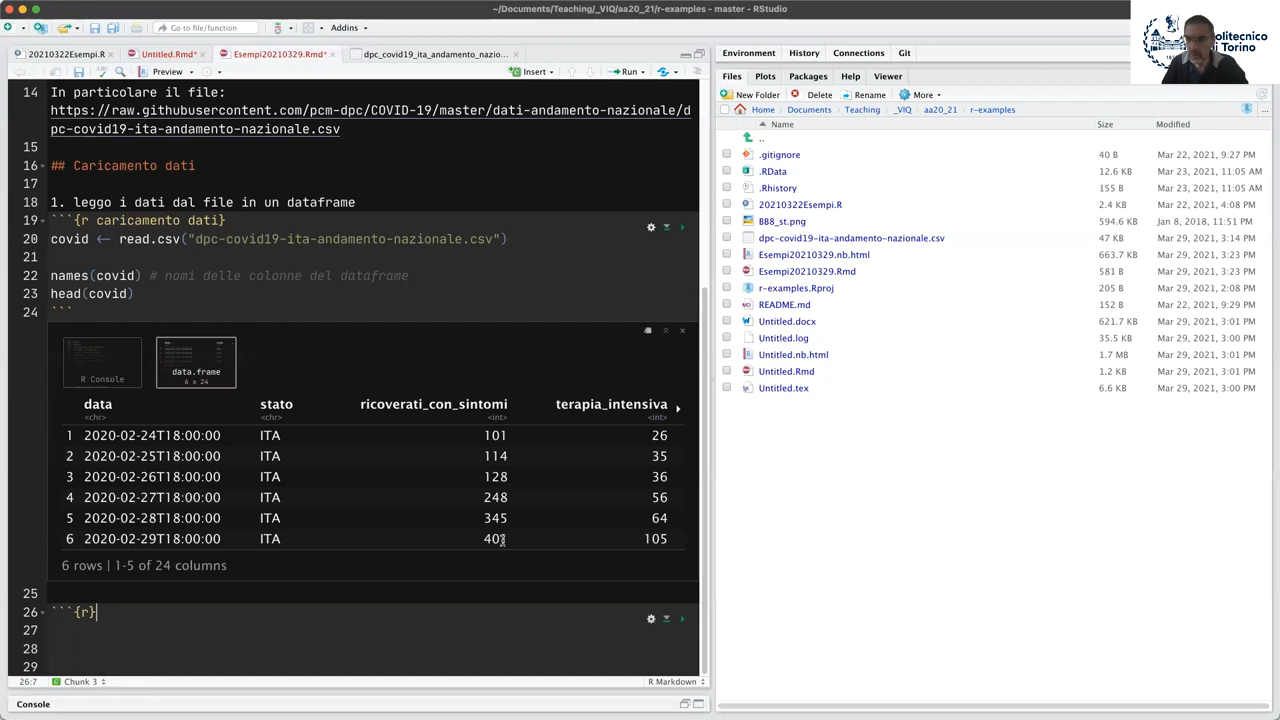 ~/Documents/Teaching/_VIQ/aa20_21/r-examples - master - RStudio
Go to file/function
Addins
20210322Esempi.R
Untitled.Rmd*
Esempi20210329.Rmd*
dpc_covid19_ita_andamento_nazio...
Preview
Insert
Run
14 In particolare il file:
https://raw.githubusercontent.com/pcm-dpc/COVID-19/master/dati-andamento-nazionale/d
pc-covid19-ita-andamento-nazionale.csv
15
16 ## Caricamento dati
17
18 1. leggo i dati dal file in un dataframe
19 ```{r caricamento dati}
20 covid <- read.csv("dpc-covid19-ita-andamento-nazionale.csv")
21
22 names(covid) # nomi delle colonne del dataframe
23 head(covid)
24 ```
R Console
data.frame
6 x 24
data stato ricoverati_con_sintomi terapia_intensiva
<chr> <chr> <int> <int>
1 2020-02-24T18:00:00 ITA 101 26
2 2020-02-25T18:00:00 ITA 114 35
3 2020-02-26T18:00:00 ITA 128 36
4 2020-02-27T18:00:00 ITA 248 56
5 2020-02-28T18:00:00 ITA 345 64
6 2020-02-29T18:00:00 ITA 105
6 rows | 1-5 of 24 columns
25
26 ```{r}
27
28
29
26:7 Chunk 3 R Markdown
Console
Environment History Connections Git
Files Plots Packages Help Viewer
New Folder Delete Rename More
Home Documents Teaching _VIQ aa20_21 r-examples ...
Name Size Modified
..
.gitignore 40 B Mar 22, 2021, 9:27 PM
.RData 12.6 KB Mar 23, 2021, 11:05 AM
.Rhistory 155 B Mar 23, 2021, 11:05 AM
20210322Esempi.R 2.4 KB Mar 22, 2021, 4:08 PM
BB8_st.png 594.6 KB Jan 8, 2018, 11:51 PM
dpc-covid19-ita-andamento-nazionale.csv 47 KB Mar 29, 2021, 3:14 PM
Esempi20210329.nb.html 663.7 KB Mar 29, 2021, 3:23 PM
Esempi20210329.Rmd 581 B Mar 29, 2021, 3:23 PM
r-examples.Rproj 205 B Mar 29, 2021, 2:08 PM
README.md 152 B Mar 22, 2021, 9:29 PM
Untitled.docx 621.7 KB Mar 29, 2021, 3:01 PM
Untitled.log 35.5 KB Mar 29, 2021, 3:00 PM
Untitled.nb.html 1.7 MB Mar 29, 2021, 3:01 PM
Untitled.Rmd 1.2 KB Mar 29, 2021, 3:01 PM
Untitled.tex 6.6 KB Mar 29, 2021, 3:00 PM
Politecnico
di Torino